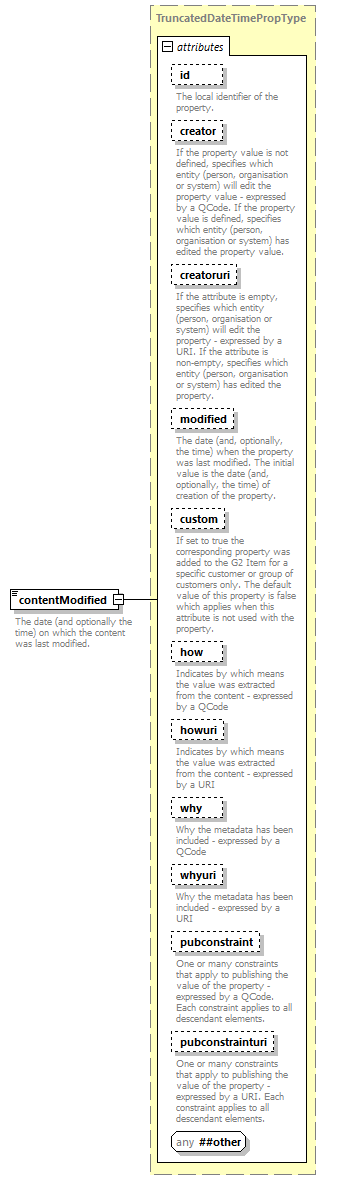 TruncatedDateTimePropType
attributes
id
The local identifier of the
property.
creator
If the property value is not
defined, specifies which
entity (person, organisation
or system) will edit the
property value - expressed
by a QCode. If the property
value is defined, specifies
which entity (person,
organisation or system) has
edited the property value.
creatoruri
If the attribute is empty,
specifies which entity
(person, organisation or
system) will edit the
property - expressed by a
URI. If the attribute is
non-empty, specifies which
entity (person, organisation
or system) has edited the
property.
modified
The date (and, optionally,
the time) when the property
was last modified. The initial
value is the date (and,
optionally, the time) of
creation of the property.
custom
If set to true the
corresponding property was
added to the G2 Item for a
specific customer or group of
customers only. The default
value of this property is false
which applies when this
attribute is not used with the
property.
contentModified
The date (and optionally the
time) on which the content
was last modified.
how
Indicates by which means
the value was extracted
from the content - expressed
by a QCode
howuri
Indicates by which means
the value was extracted
from the content - expressed
by a URI
why
Why the metadata has been
included - expressed by a
QCode
whyuri
Why the metadata has been
included - expressed by a
URI
pubconstraint
One or many constraints
that apply to publishing the
value of the property -
expressed by a QCode.
Each constraint applies to all
descendant elements.
pubconstrainturi
One or many constraints
that apply to publishing the
value of the property -
expressed by a URI. Each
constraint applies to all
descendant elements.
any ##other